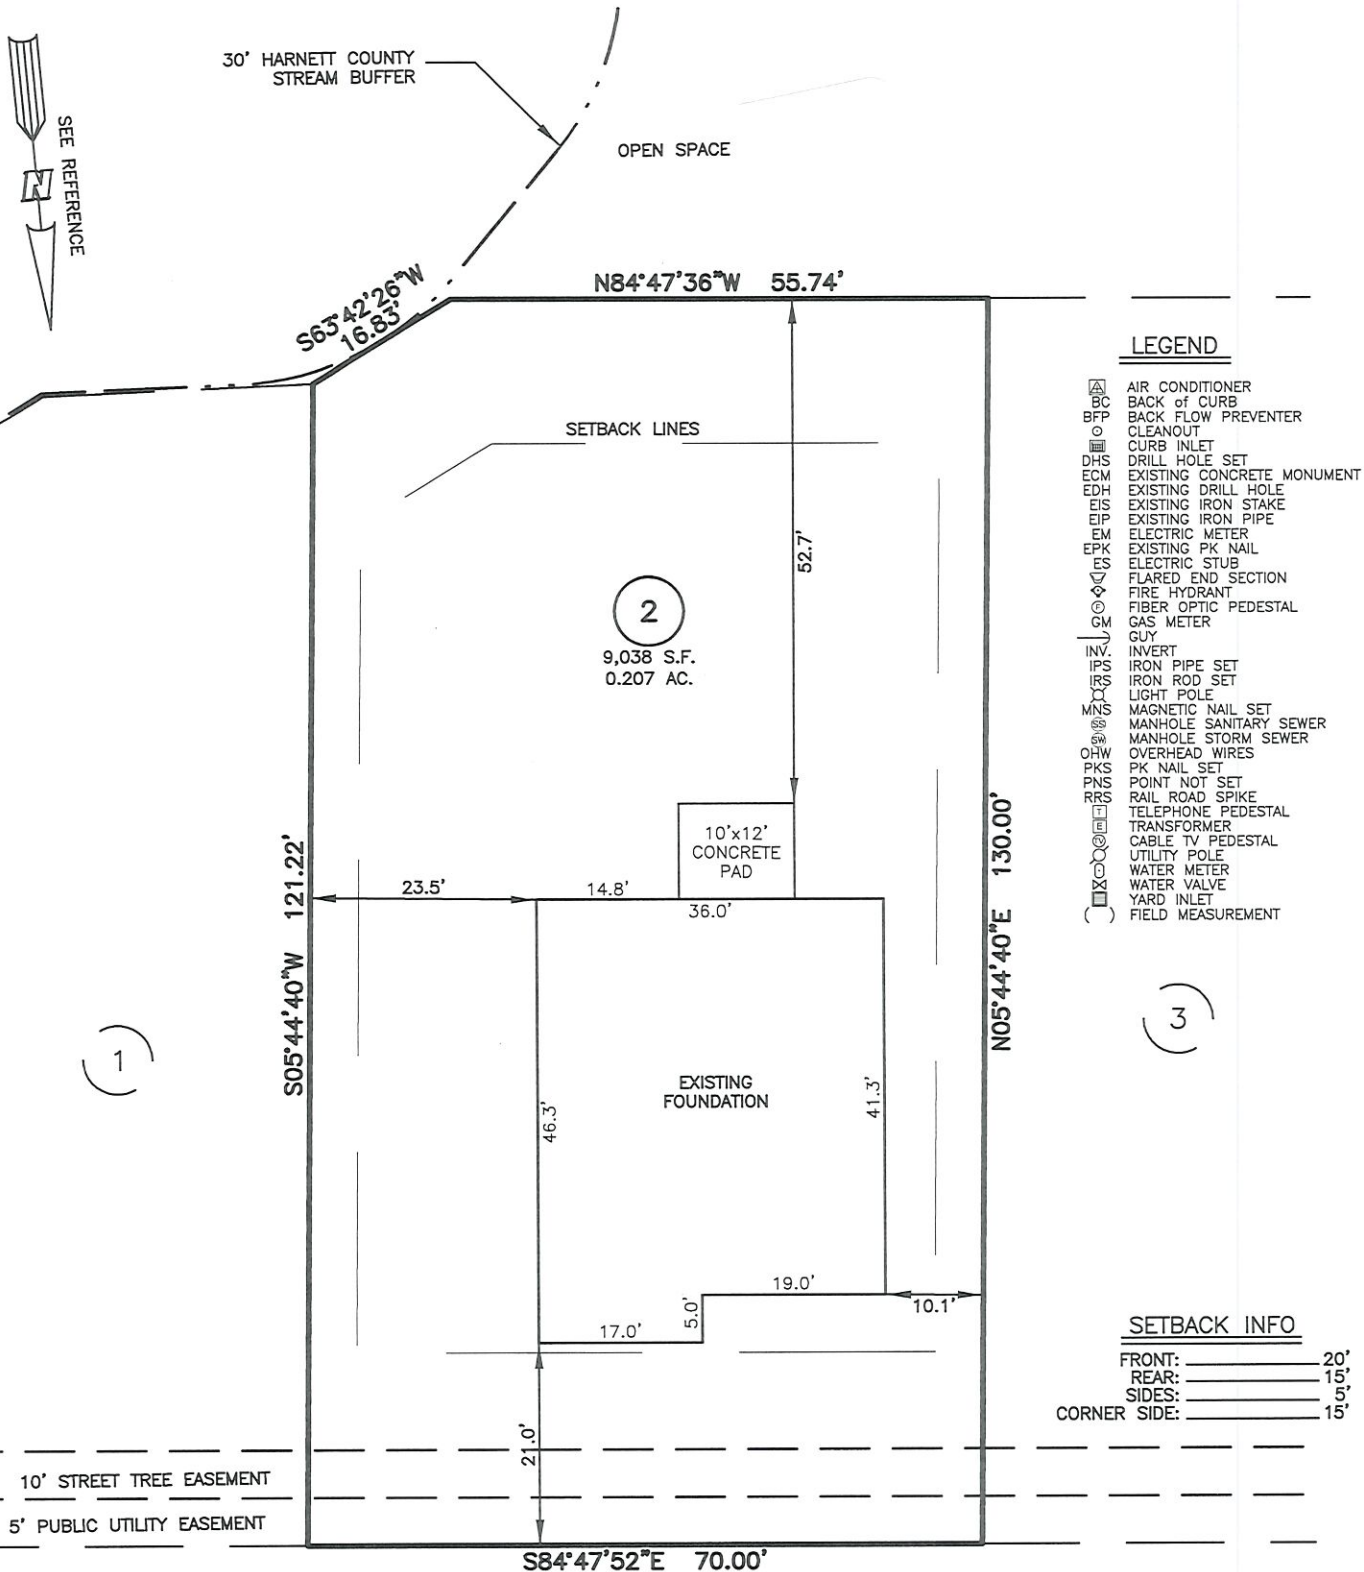 30' HARNETT COUNTY
STREAM BUFFER
SEE REFERENCE
N
OPEN SPACE
N84°47'36"W 55.74'
S63°42'26"W
16.83'
SETBACK LINES
52.7'
2
9,038 S.F.
0.207 AC.
10'x12'
CONCRETE
PAD
23.5'
14.8'
36.0'
S05°44'40"W 121.22'
N05°44'40"E 130.00'
1
3
EXISTING
FOUNDATION
46.3'
41.3'
19.0'
5.0'
17.0'
10.1'
21.0'
10' STREET TREE EASEMENT
5' PUBLIC UTILITY EASEMENT
S84°47'52"E 70.00'
LEGEND
A AIR CONDITIONER
BC BACK of CURB
BFP BACK FLOW PREVENTER
CLEANOUT
CURB INLET
DHS DRILL HOLE SET
ECM EXISTING CONCRETE MONUMENT
EDH EXISTING DRILL HOLE
EIS EXISTING IRON STAKE
EIP EXISTING IRON PIPE
EM ELECTRIC METER
EPK EXISTING PK NAIL
ES ELECTRIC STUB
FLARED END SECTION
FIRE HYDRANT
F FIBER OPTIC PEDESTAL
GM GAS METER
GUY
INV. INVERT
IPS IRON PIPE SET
IRS IRON ROD SET
LIGHT POLE
MNS MAGNETIC NAIL SET
SS MANHOLE SANITARY SEWER
SW MANHOLE STORM SEWER
OHW OVERHEAD WIRES
PKS PK NAIL SET
PNS POINT NOT SET
RRS RAIL ROAD SPIKE
T TELEPHONE PEDESTAL
E TRANSFORMER
TV CABLE TV PEDESTAL
UTILITY POLE
WATER METER
WATER VALVE
YARD INLET
( ) FIELD MEASUREMENT
SETBACK INFO
FRONT: 20'
REAR: 15'
SIDES: 5'
CORNER SIDE: 15'